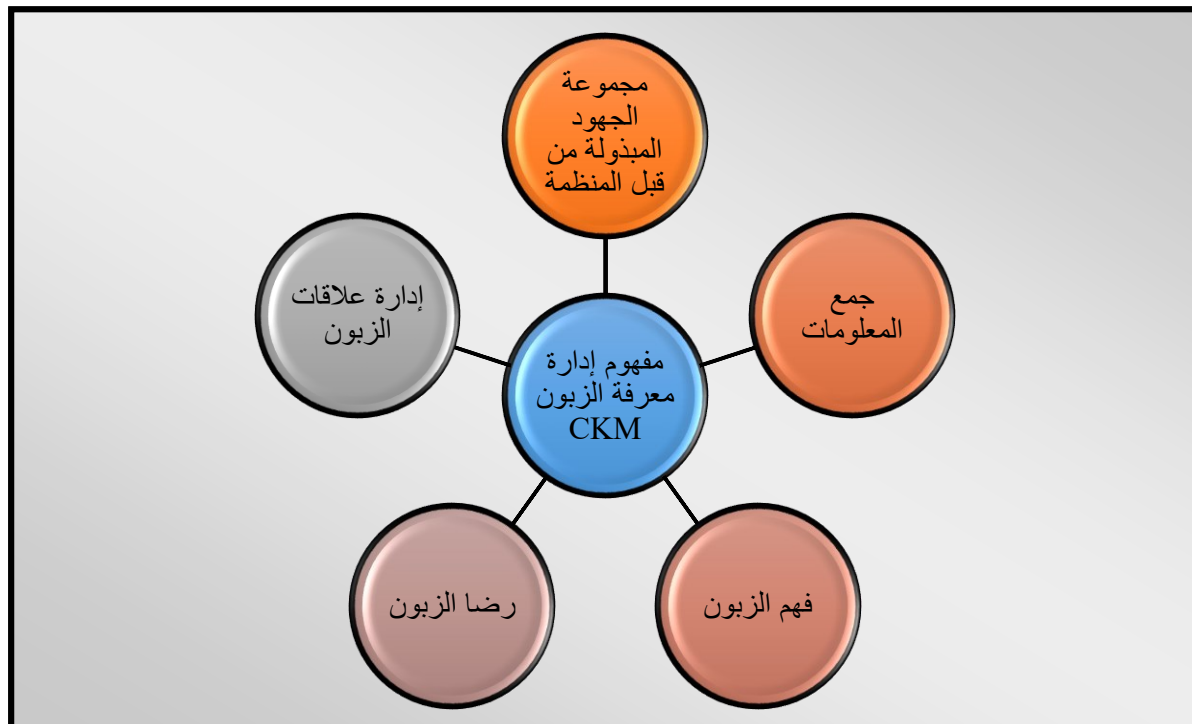 مجموعة
الجهود
المبذولة من
قبل المنظمة
جمع
المعلومات
فهم الزبون
رضا الزبون
إدارة علاقات
الزبون
مفهوم إدارة
معرفة الزبون
CKM